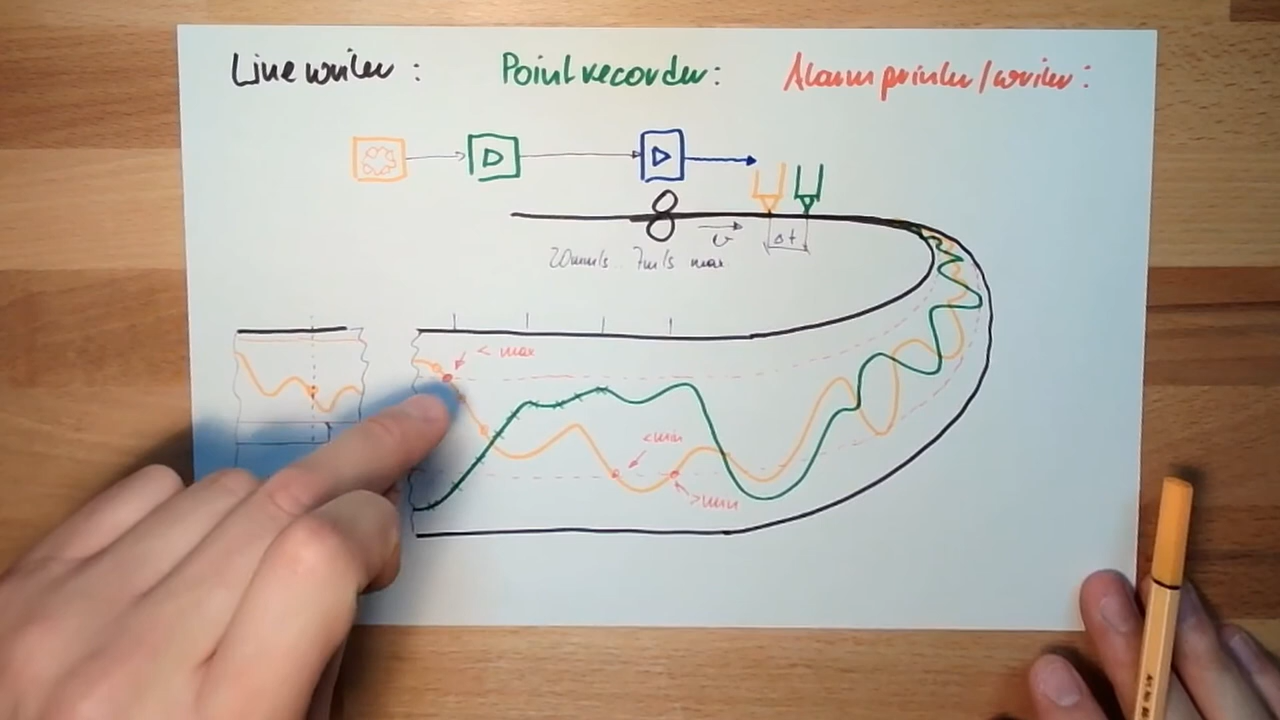 Line writer :
Point recorder :
Alarm printer / writer :
Δt
v
20mm/s .. 7m/s max
< max
< min
> min